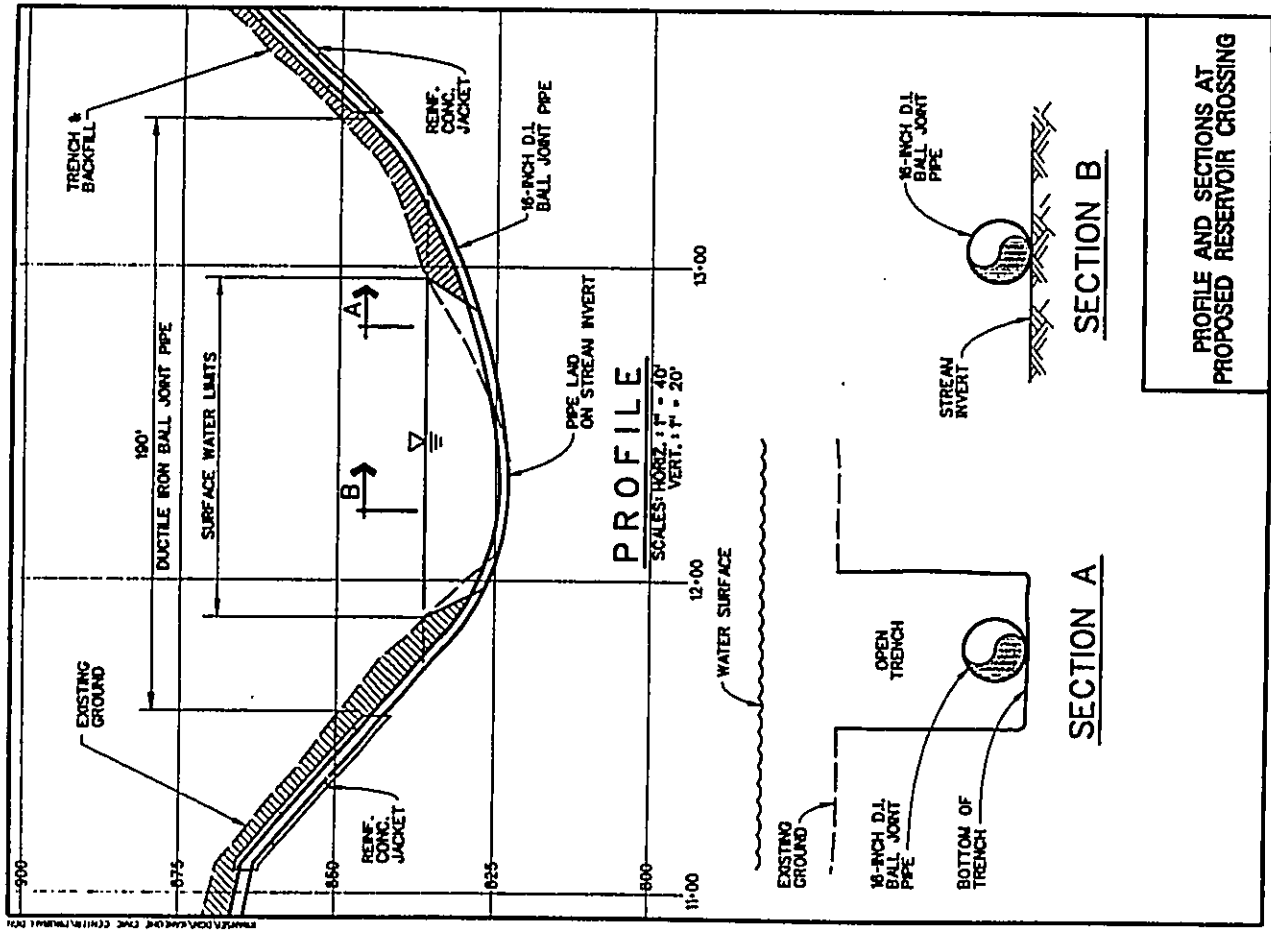 TRENCH &
BACKFILL
190'
DUCTILE IRON BALL JOINT PIPE
SURFACE WATER LIMITS
EXISTING
GROUND
REINF.
CONC.
JACKET
16-INCH D.I.
BALL JOINT PIPE
REINF.
CONC.
JACKET
B
A
PIPE LAID
ON STREAN INVERT
900
875
850
825
800
11+00
12+00
13+00
PROFILE
SCALES: HORIZ. : 1" = 40'
VERT. : 1" = 20'
WATER SURFACE
EXISTING
GROUND
OPEN
TRENCH
16-INCH D.I.
BALL JOINT
PIPE
BOTTOM OF
TRENCH
SECTION A
16-INCH D.I.
BALL JOINT
PIPE
STREAN
INVERT
SECTION B
PROFILE AND SECTIONS AT
PROPOSED RESERVOIR CROSSING